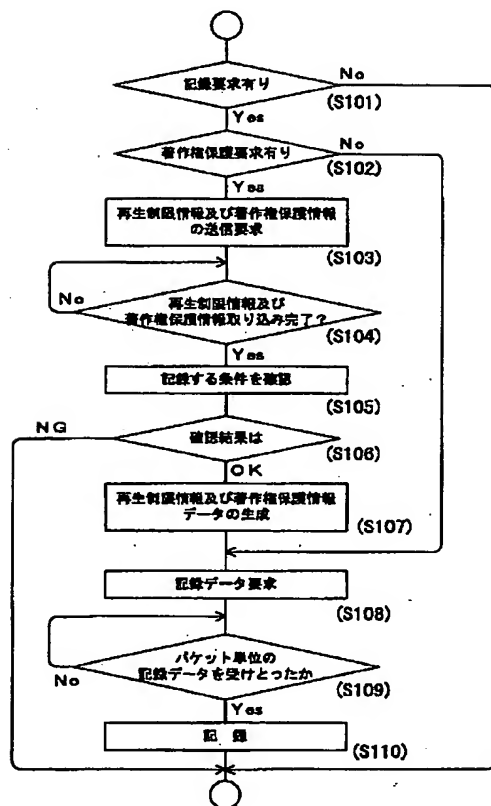 記録要求有り
No
(S101)
Yes
著作権保護要求有り
No
(S102)
Yes
再生制限情報及び著作権保護情報
の送信要求
(S103)
No
再生制限情報及び
著作権保護情報取り込み完了?
(S104)
Yes
記録する条件を確認
(S105)
NG
確認結果は
(S106)
OK
再生制限情報及び著作権保護情報
データの生成
(S107)
記録データ要求
(S108)
パケット単位の
記録データを受けとったか
No
(S109)
Yes
記 録
(S110)